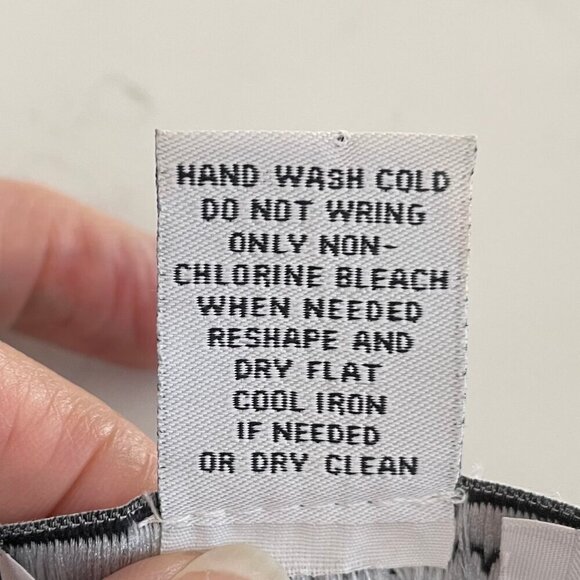 HAND WASH COLD
DO NOT WRING
ONLY NON-
CHLORINE BLEACH
WHEN NEEDED
RESHAPE AND
DRY FLAT
COOL IRON
IF NEEDED
OR DRY CLEAN